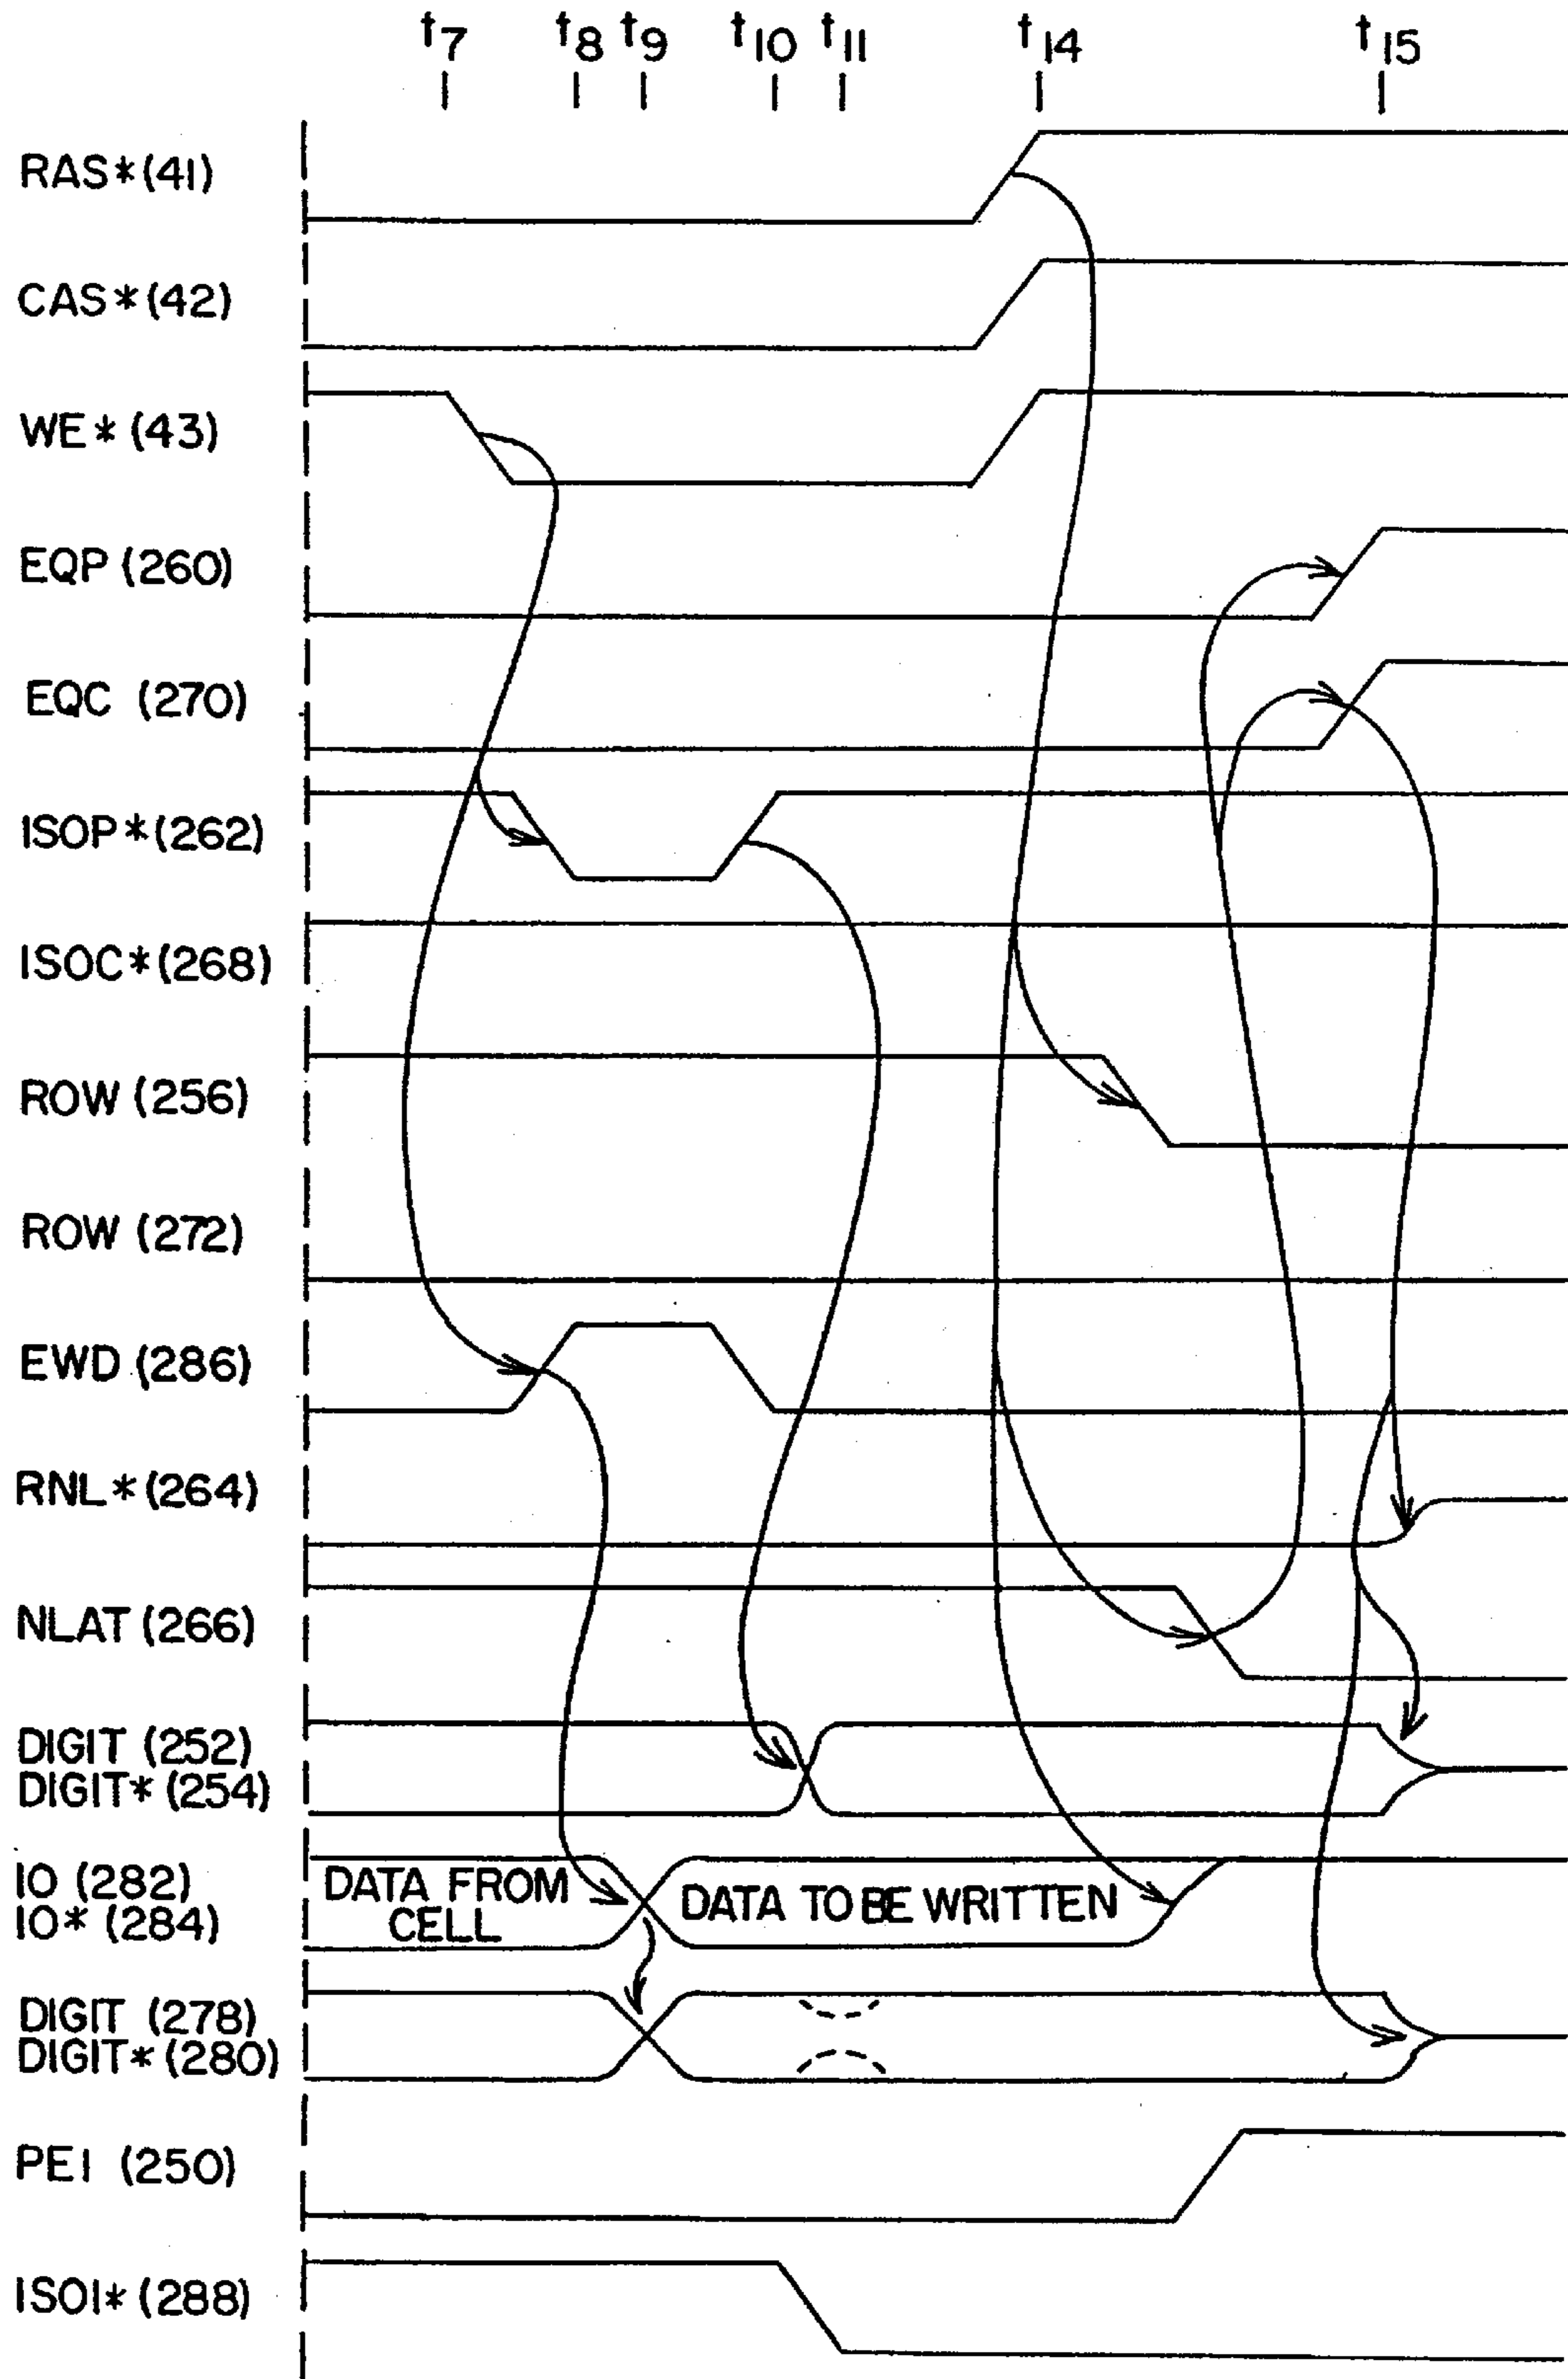 t7 t8 t9 t10 t11 t14 t15
RAS*(41)
CAS*(42)
WE*(43)
EQP(260)
EQC (270)
ISOP*(262)
ISOC*(268)
ROW(256)
ROW(272)
EWD(286)
RNL*(264)
NLAT(266)
DIGIT (252)
DIGIT*(254)
IO (282)
IO*(284)
DATA FROM
CELL
DATA TO BE WRITTEN
DIGIT (278)
DIGIT*(280)
PEI (250)
ISOI*(288)